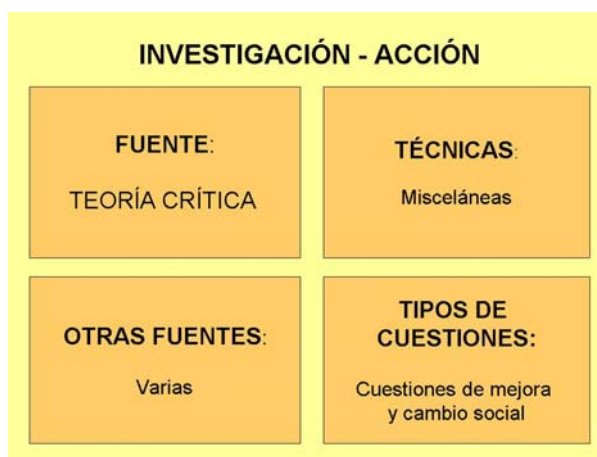 INVESTIGACIÓN - ACCIÓN
FUENTE:
TEORÍA CRÍTICA
TÉCNICAS:
Misceláneas
OTRAS FUENTES:
Varias
TIPOS DE
CUESTIONES:
Cuestiones de mejora
y cambio social